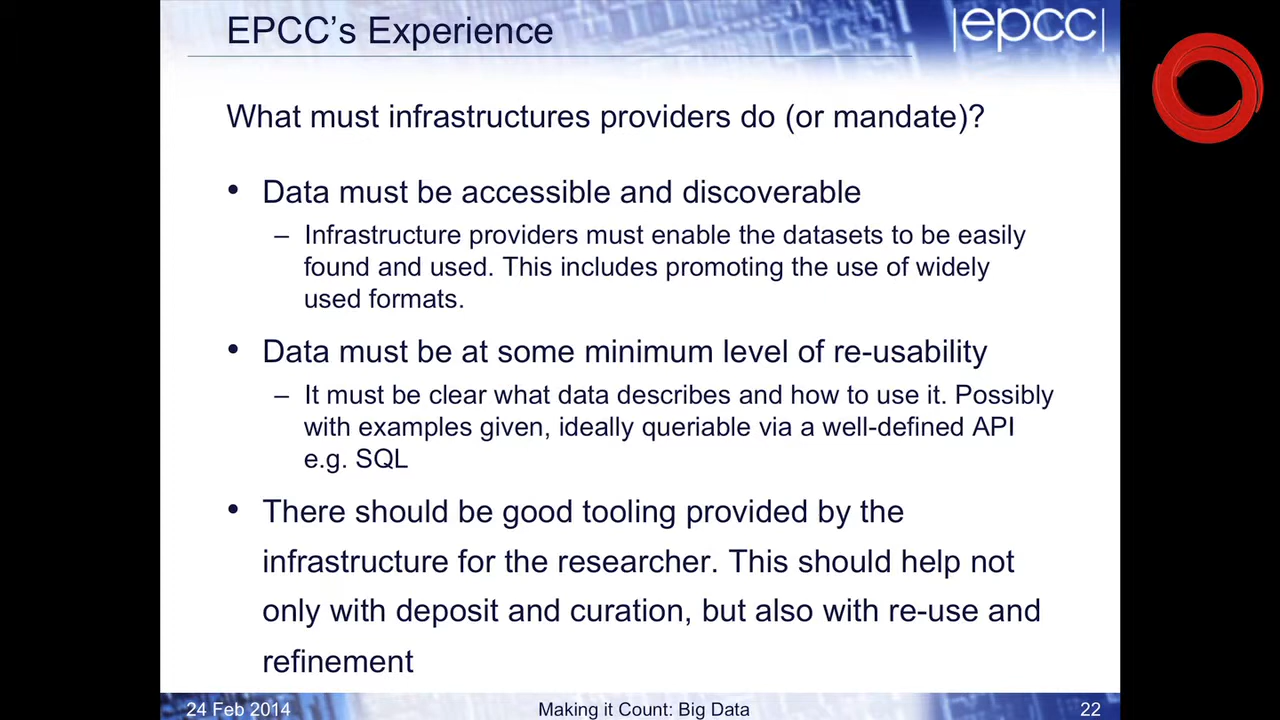 EPCC's Experience
|epcc|
What must infrastructures providers do (or mandate)?
• Data must be accessible and discoverable
– Infrastructure providers must enable the datasets to be easily
found and used. This includes promoting the use of widely
used formats.
• Data must be at some minimum level of re-usability
– It must be clear what data describes and how to use it. Possibly
with examples given, ideally queriable via a well-defined API
e.g. SQL
• There should be good tooling provided by the
infrastructure for the researcher. This should help not
only with deposit and curation, but also with re-use and
refinement
24 Feb 2014
Making it Count: Big Data
22